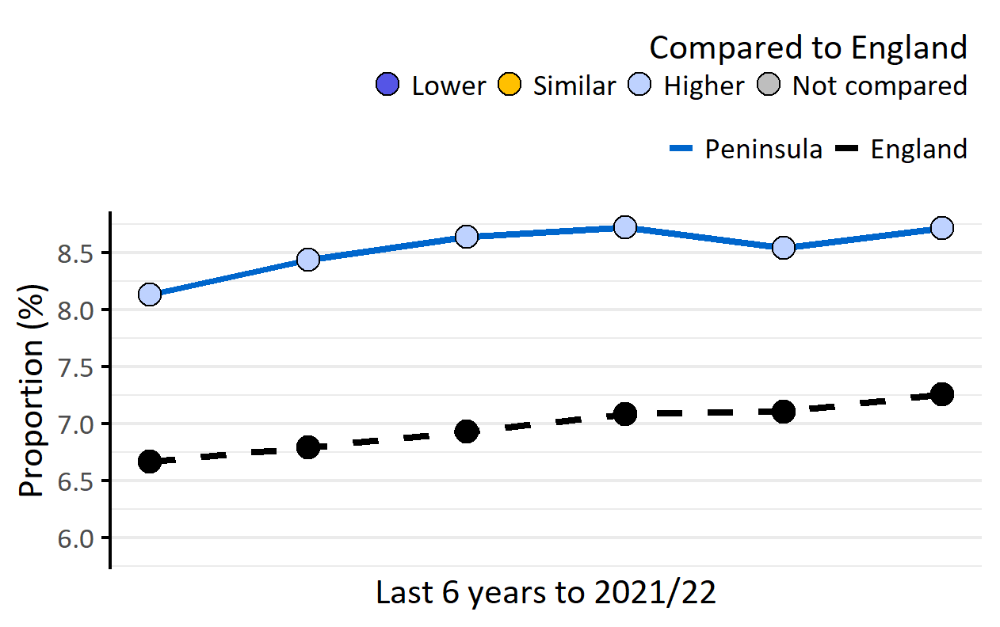 Compared to England
Lower Similar Higher Not compared
Peninsula England
8.5
8.0
7.5
7.0
6.5
6.0
Proportion (%)
Last 6 years to 2021/22